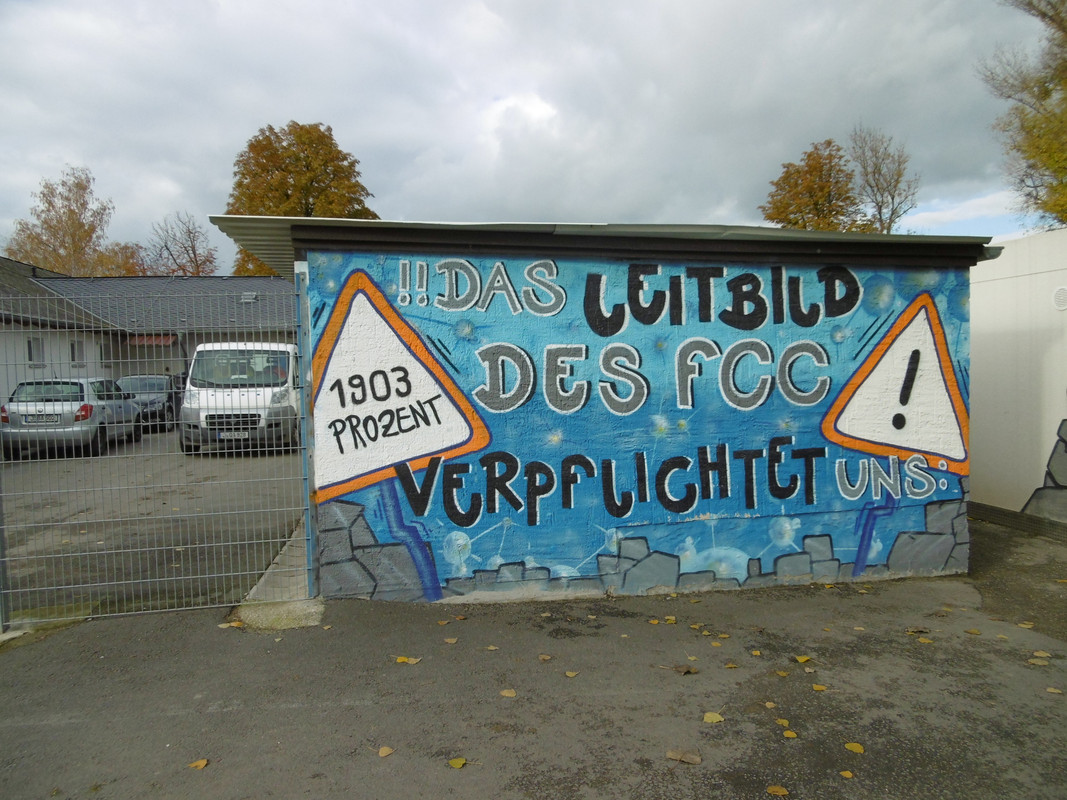 !! DAS LEITBILD
DES FCC
1903
PROZENT
!
VERPFLICHTET UNS: